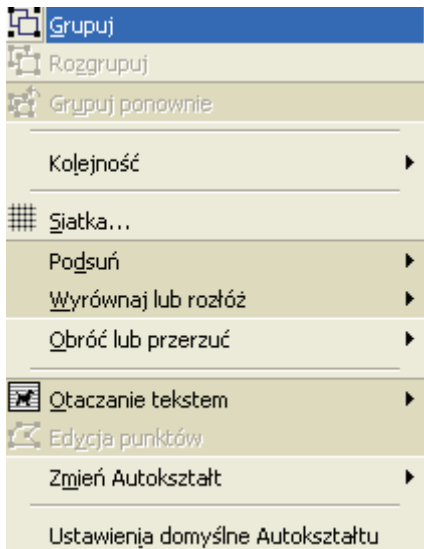 Grupuj
Rozgrupuj
Grupuj ponownie
Kolejność
Siatka...
Podsuń
Wyrównaj lub rozłóż
Obróć lub przerzuć
Otaczanie tekstem
Edycja punktów
Zmień Autokształt
Ustawienia domyślne Autokształtu